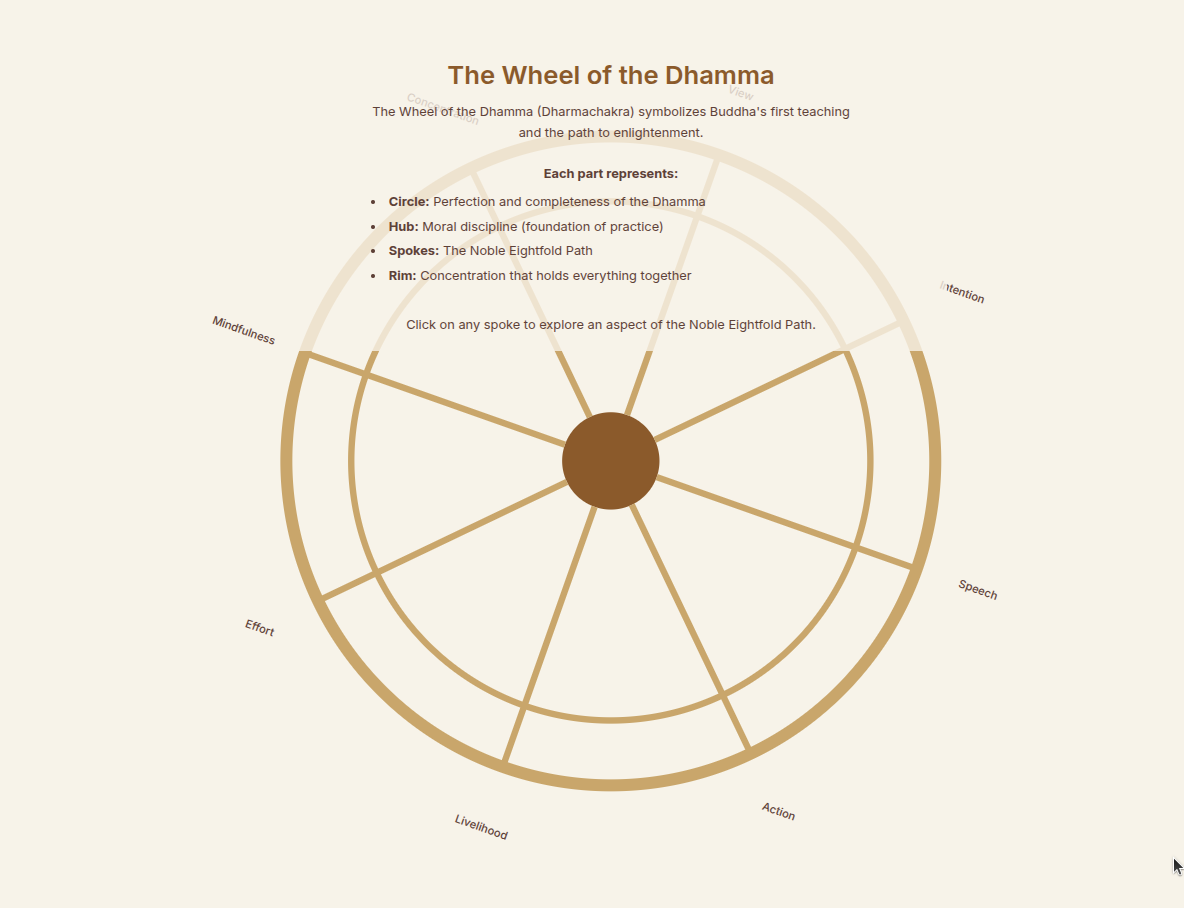 The Wheel of the Dhamma
Concentration
View
The Wheel of the Dhamma (Dharmachakra) symbolizes Buddha's first teaching
and the path to enlightenment.
Each part represents:
• Circle: Perfection and completeness of the Dhamma
• Hub: Moral discipline (foundation of practice)
• Spokes: The Noble Eightfold Path
• Rim: Concentration that holds everything together
Intention
Mindfulness
Click on any spoke to explore an aspect of the Noble Eightfold Path.
Speech
Effort
Action
Livelihood